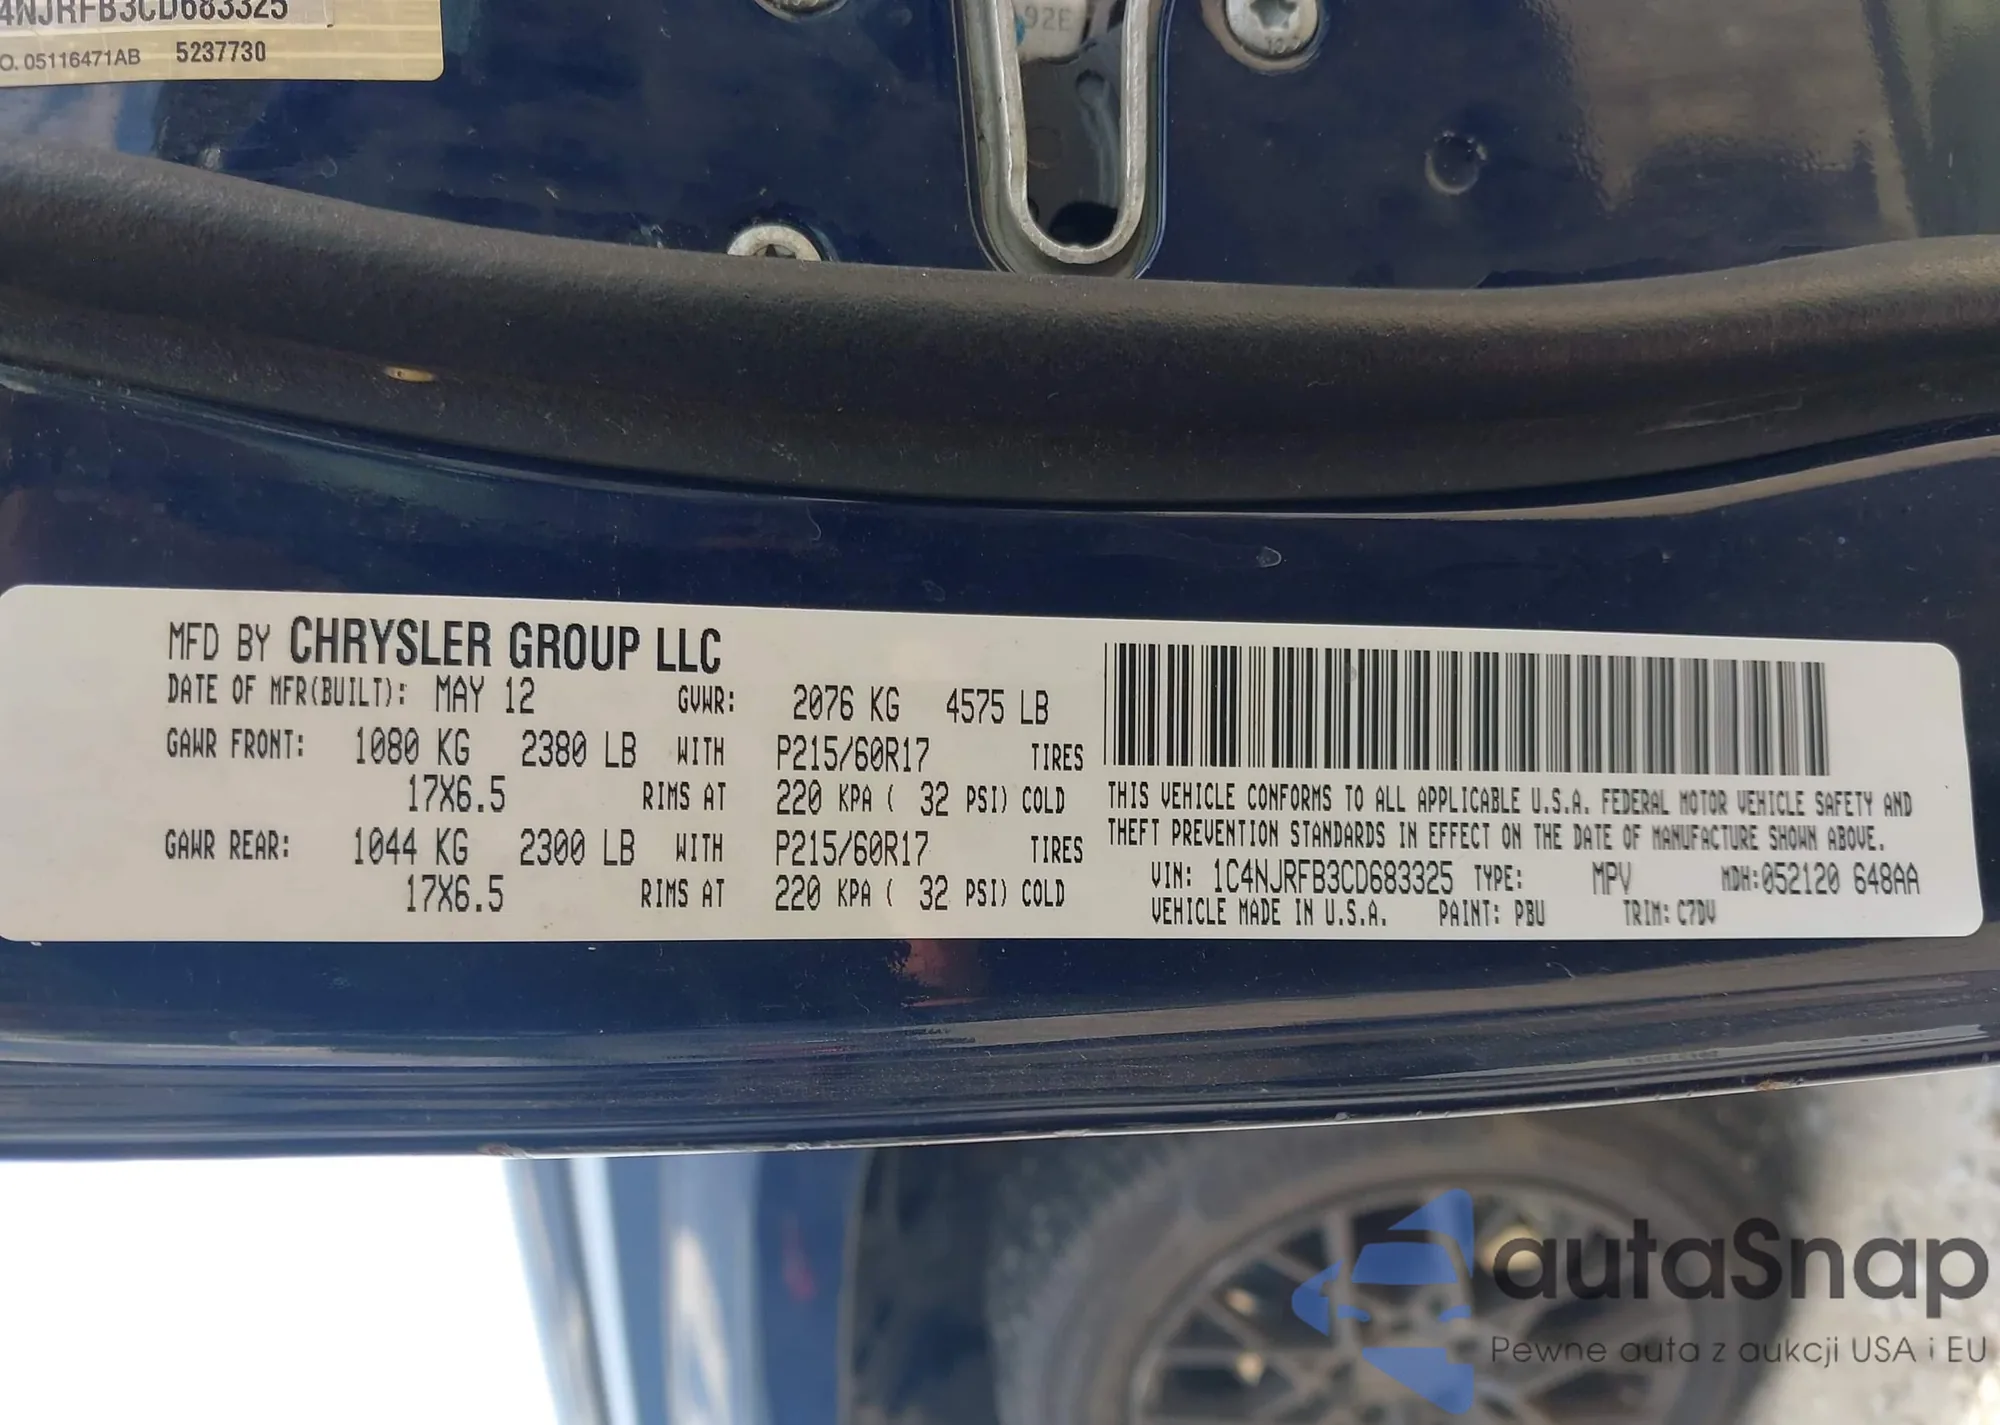 4NJRFB3CD683325
O. 05116471AB 5237730
92E
MFD BY CHRYSLER GROUP LLC
DATE OF MFR(BUILT): MAY 12 GVWR: 2076 KG 4575 LB
GAWR FRONT: 1080 KG 2380 LB WITH P215/60R17 TIRES
17X6.5 RIMS AT 220 KPA ( 32 PSI) COLD
GAWR REAR: 1044 KG 2300 LB WITH P215/60R17 TIRES
17X6.5 RIMS AT 220 KPA ( 32 PSI) COLD
THIS VEHICLE CONFORMS TO ALL APPLICABLE U.S.A. FEDERAL MOTOR VEHICLE SAFETY AND
THEFT PREVENTION STANDARDS IN EFFECT ON THE DATE OF MANUFACTURE SHOWN ABOVE.
VIN: 1C4NJRFB3CD683325 TYPE: MPV MDH:052120 648AA
VEHICLE MADE IN U.S.A. PAINT: PBU TRIM: C7DV
autaSnap
Pewne auta z aukcji USA i EU